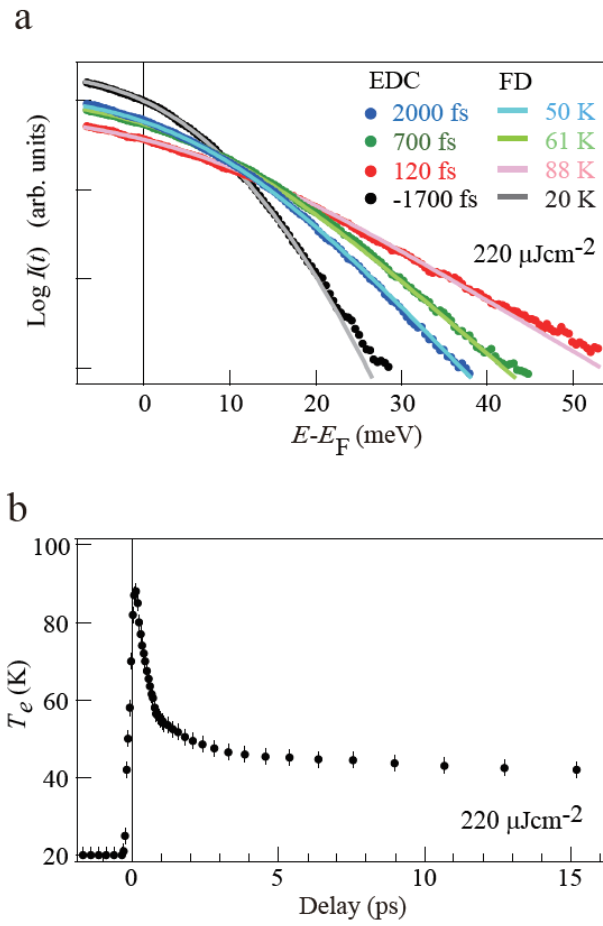 a
EDC FD
2000 fs 50 K
700 fs 61 K
120 fs 88 K
-1700 fs 20 K
220 μJcm-2
Log I(t) (arb. units)
0 10 20 30 40 50
E-EF (meV)
b
100
80
60
40
20
Te (K)
220 μJcm-2
0 5 10 15
Delay (ps)